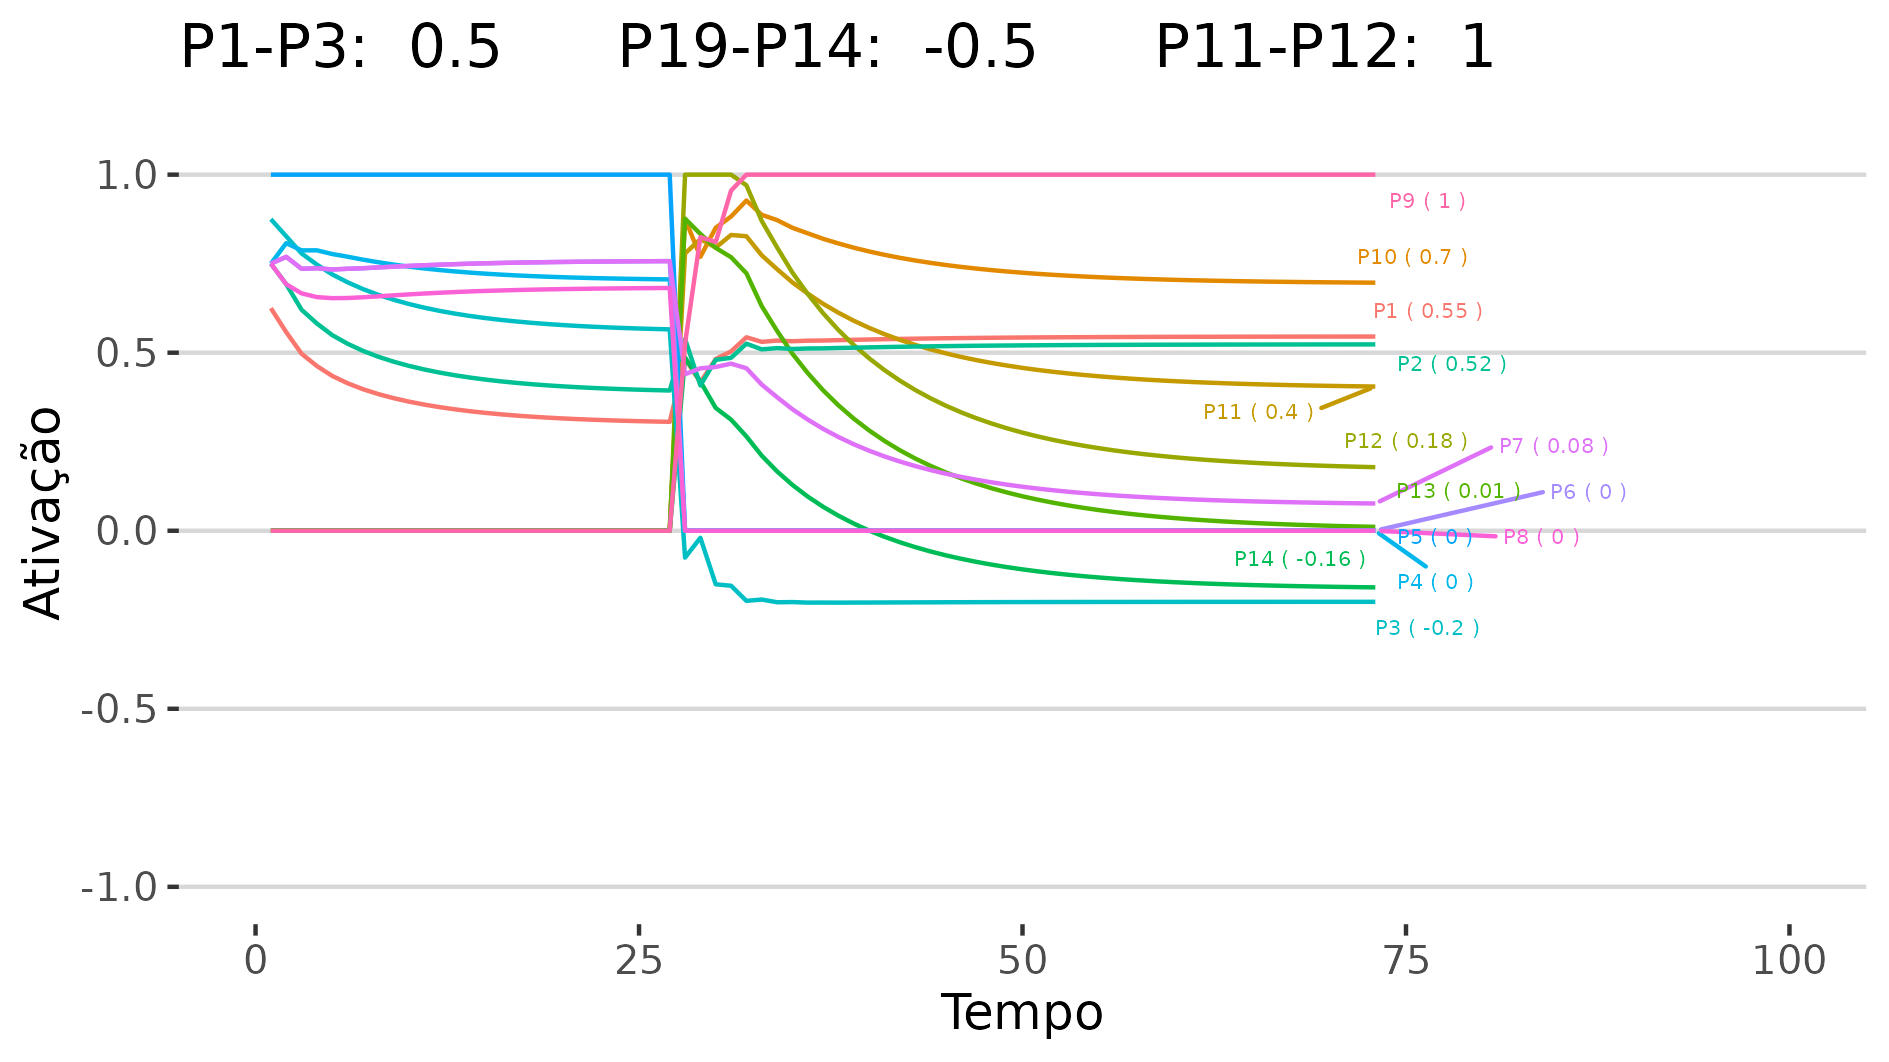 P1-P3: 0.5 P19-P14: -0.5 P11-P12: 1
1.0
P9 ( 1 )
P10 ( 0.7 )
P1 ( 0.55 )
0.5
P2 ( 0.52 )
P11 ( 0.4 )
P12 ( 0.18 )
P7 ( 0.08 )
P13 ( 0.01 )
P6 ( 0 )
0.0
P5 ( 0 )
P8 ( 0 )
P14 ( -0.16 )
P4 ( 0 )
P3 ( -0.2 )
-0.5
-1.0
Ativação
0 25 50 75 100
Tempo